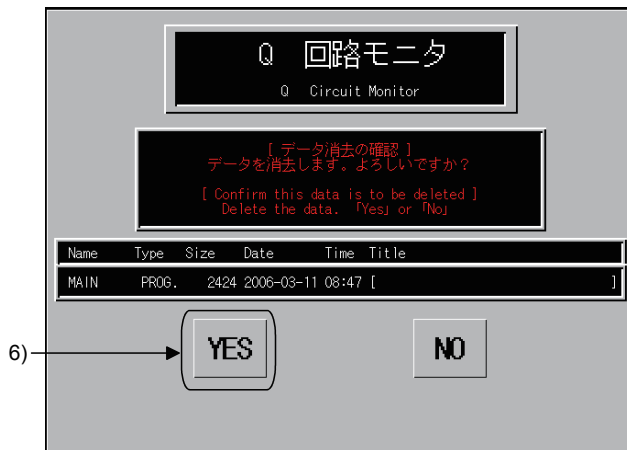 Q 回路モニタ
Q Circuit Monitor
[ データ消去の確認 ]
データを消去します。よろしいですか？
[ Confirm this data is to be deleted ]
Delete the data. 「Yes」 or 「No」
Name Type Size Date Time Title
MAIN PROG. 2424 2006-03-11 08:47 [ ]
6) YES NO